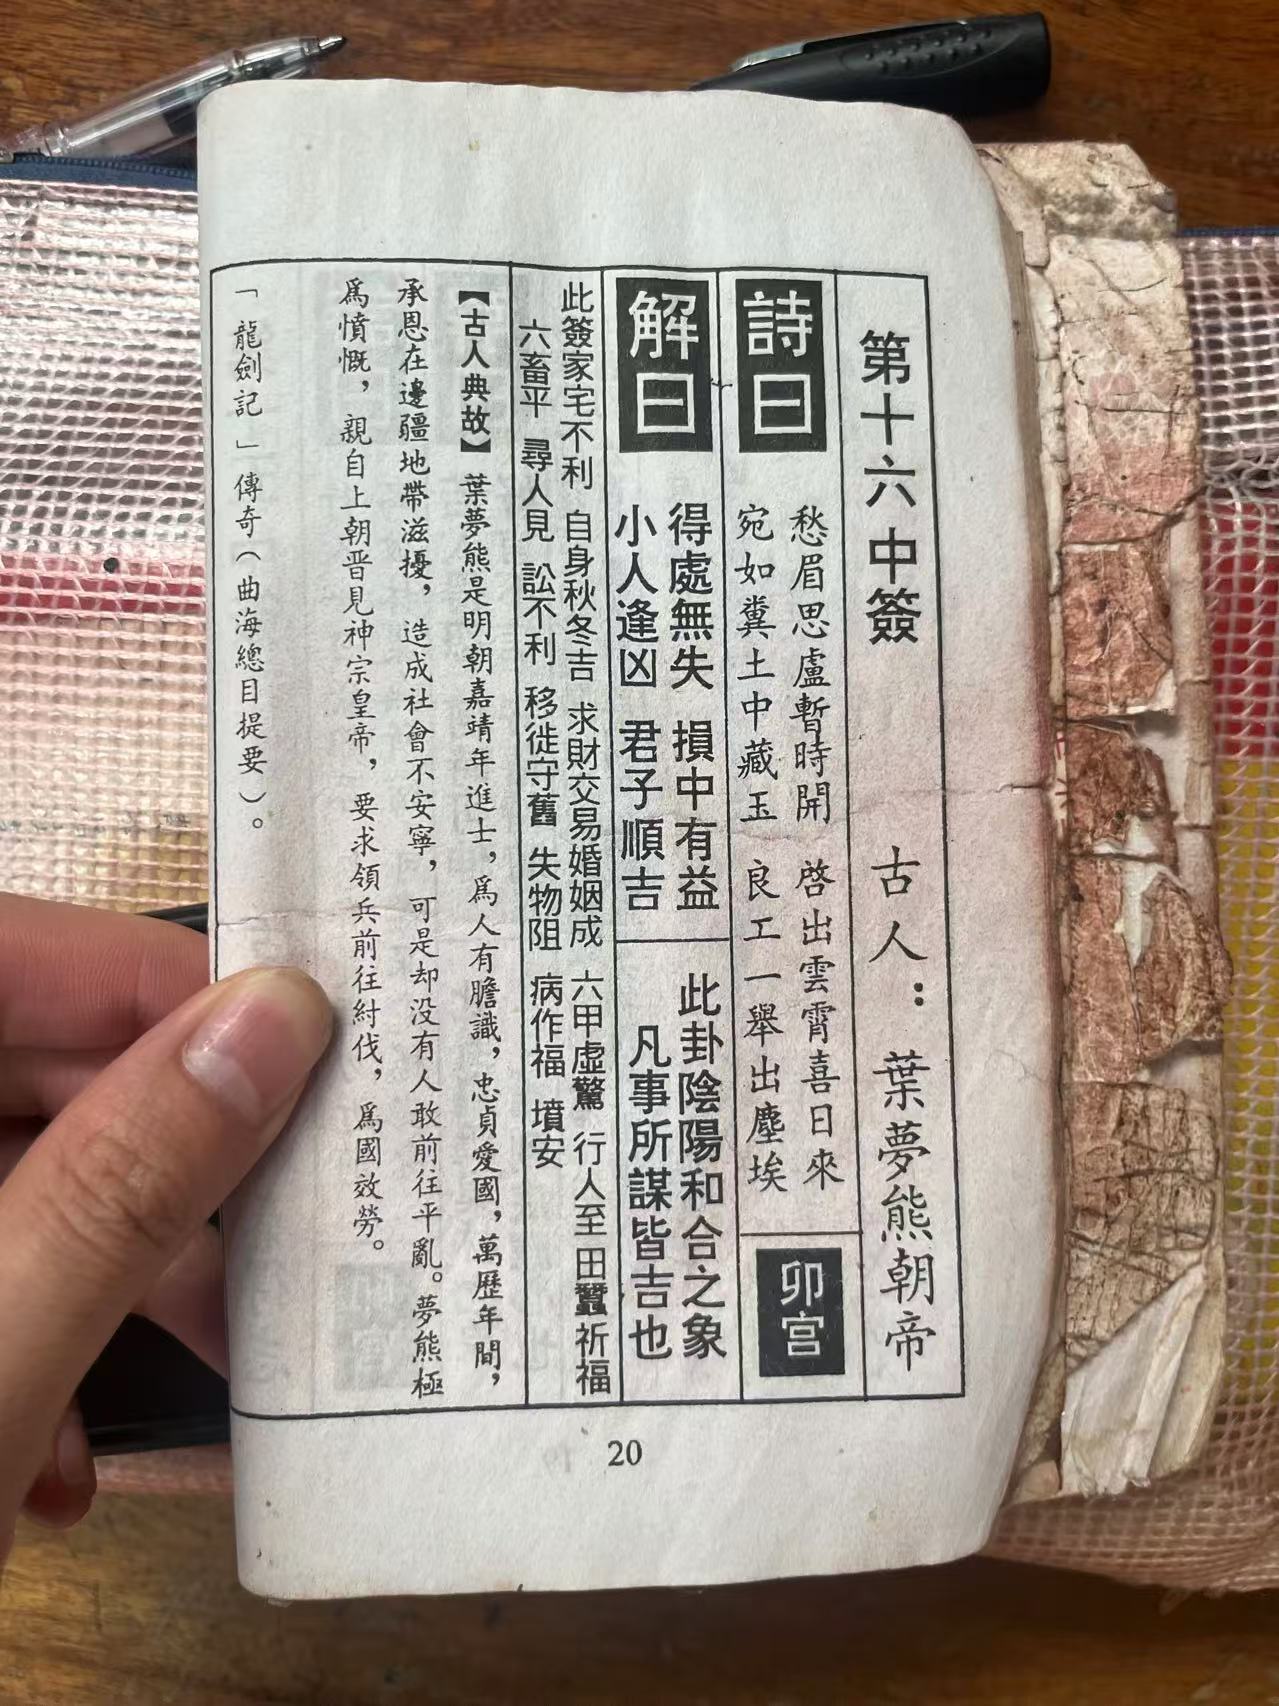 第十六中簽　古人：葉夢熊朝帝
詩曰
愁眉思盧暫時開　啓出雲霄喜日來
宛如糞土中藏玉　良工一舉出塵埃
卯宮
解曰
得處無失　損中有益
小人逢凶　君子順吉
此卦陰陽和合之象
凡事所謀皆吉也
此簽家宅不利　自身秋冬吉　求財交易婚姻成　六甲虛驚　行人至　田蠶祈福
六畜平　尋人見　訟不利　移徙守舊　失物阻　病作福　墳安
【古人典故】葉夢熊是明朝嘉靖年進士，爲人有膽識，忠貞愛國，萬歷年間，
承恩在邊疆地帶滋擾，造成社會不安寧，可是却没有人敢前往平亂。夢熊極
爲憤慨，親自上朝晋見神宗皇帝，要求領兵前往紂伐，爲國效勞。
「龍劍記」傳奇（曲海總目提要）。
20